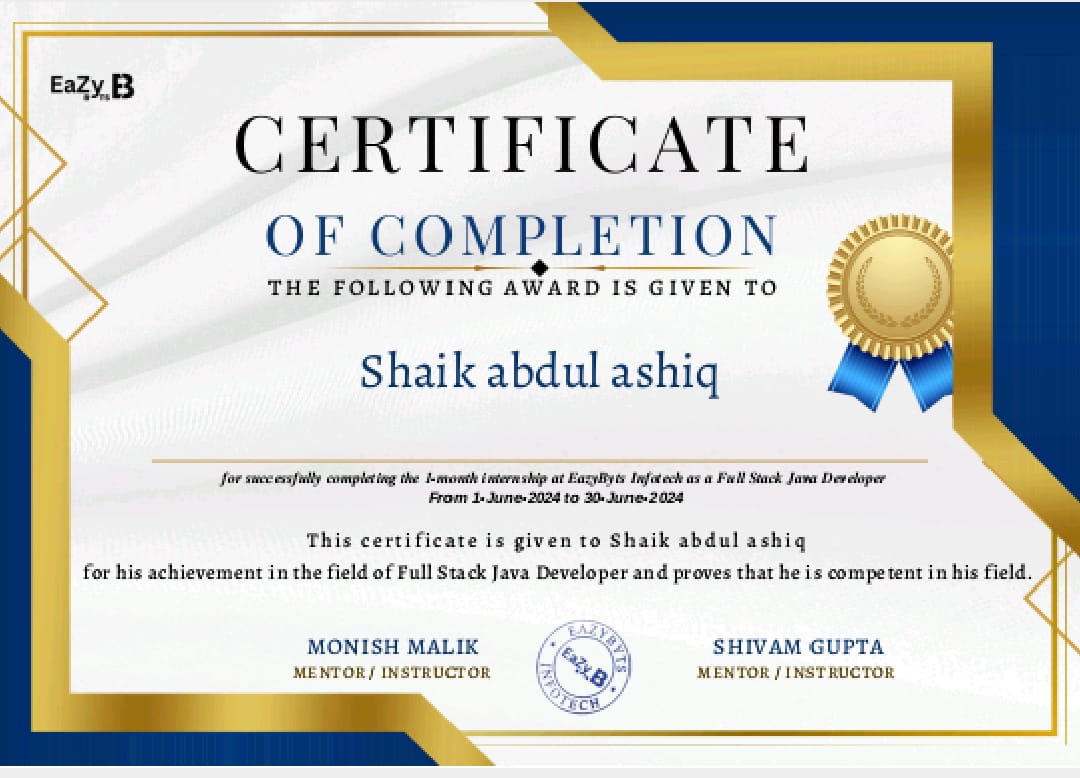 EaZy B
CERTIFICATE
OF COMPLETION
THE FOLLOWING AWARD IS GIVEN TO
Shaik abdul ashiq
for successfully completing the 1-month internship at EazyByts Infotech as a Full Stack Java Developer
From 1-June-2024 to 30-June-2024
This certificate is given to Shaik abdul ashiq
for his achievement in the field of Full Stack Java Developer and proves that he is competent in his field.
MONISH MALIK
MENTOR / INSTRUCTOR
EAZYBYTS
EaZy B
INFOTECH
SHIVAM GUPTA
MENTOR / INSTRUCTOR